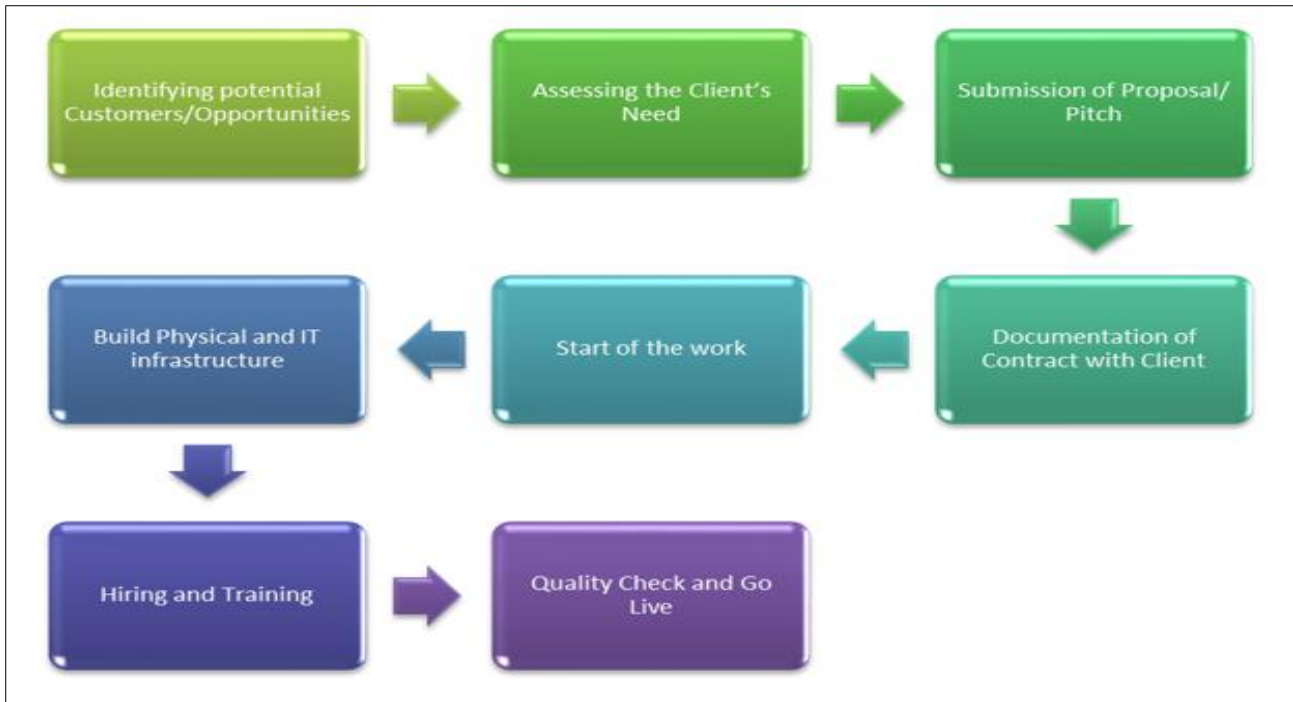 Identifying potential
Customers/Opportunities
Assessing the Client's
Need
Submission of Proposal/
Pitch
Documentation of
Contract with Client
Start of the work
Build Physical and IT
infrastructure
Hiring and Training
Quality Check and Go
Live